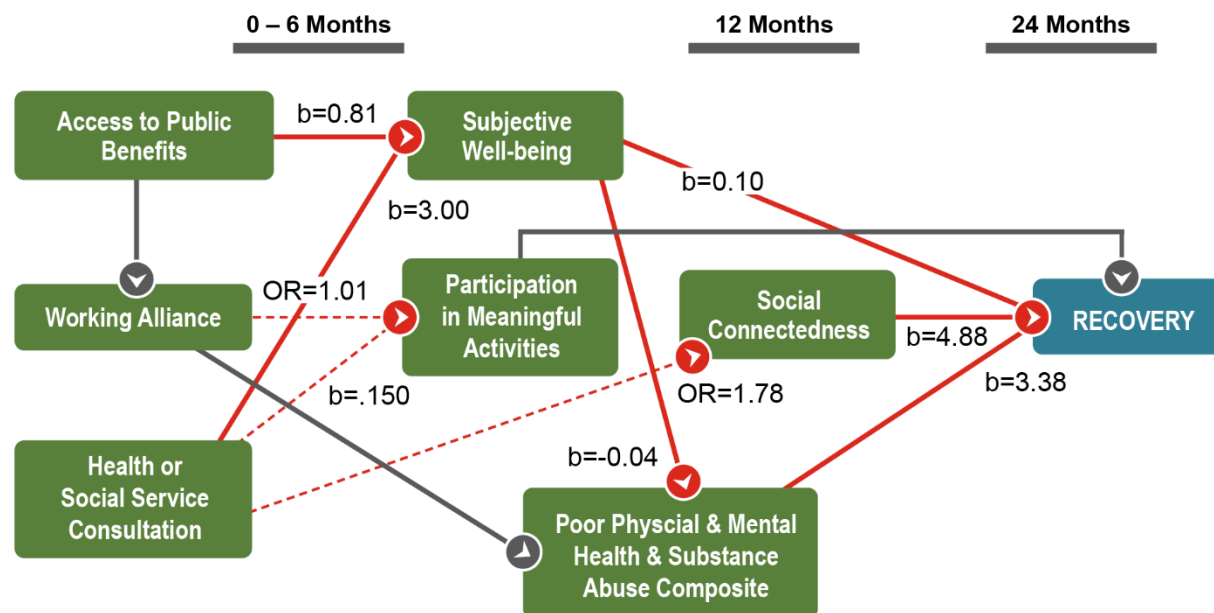 0 – 6 Months
12 Months
24 Months
Access to Public
Benefits
b=0.81
Subjective
Well-being
b=0.10
b=3.00
Working Alliance
OR=1.01
Participation
in Meaningful
Activities
Social
Connectedness
b=4.88
RECOVERY
b=.150
OR=1.78
b=3.38
Health or
Social Service
Consultation
b=-0.04
Poor Physcial & Mental
Health & Substance
Abuse Composite